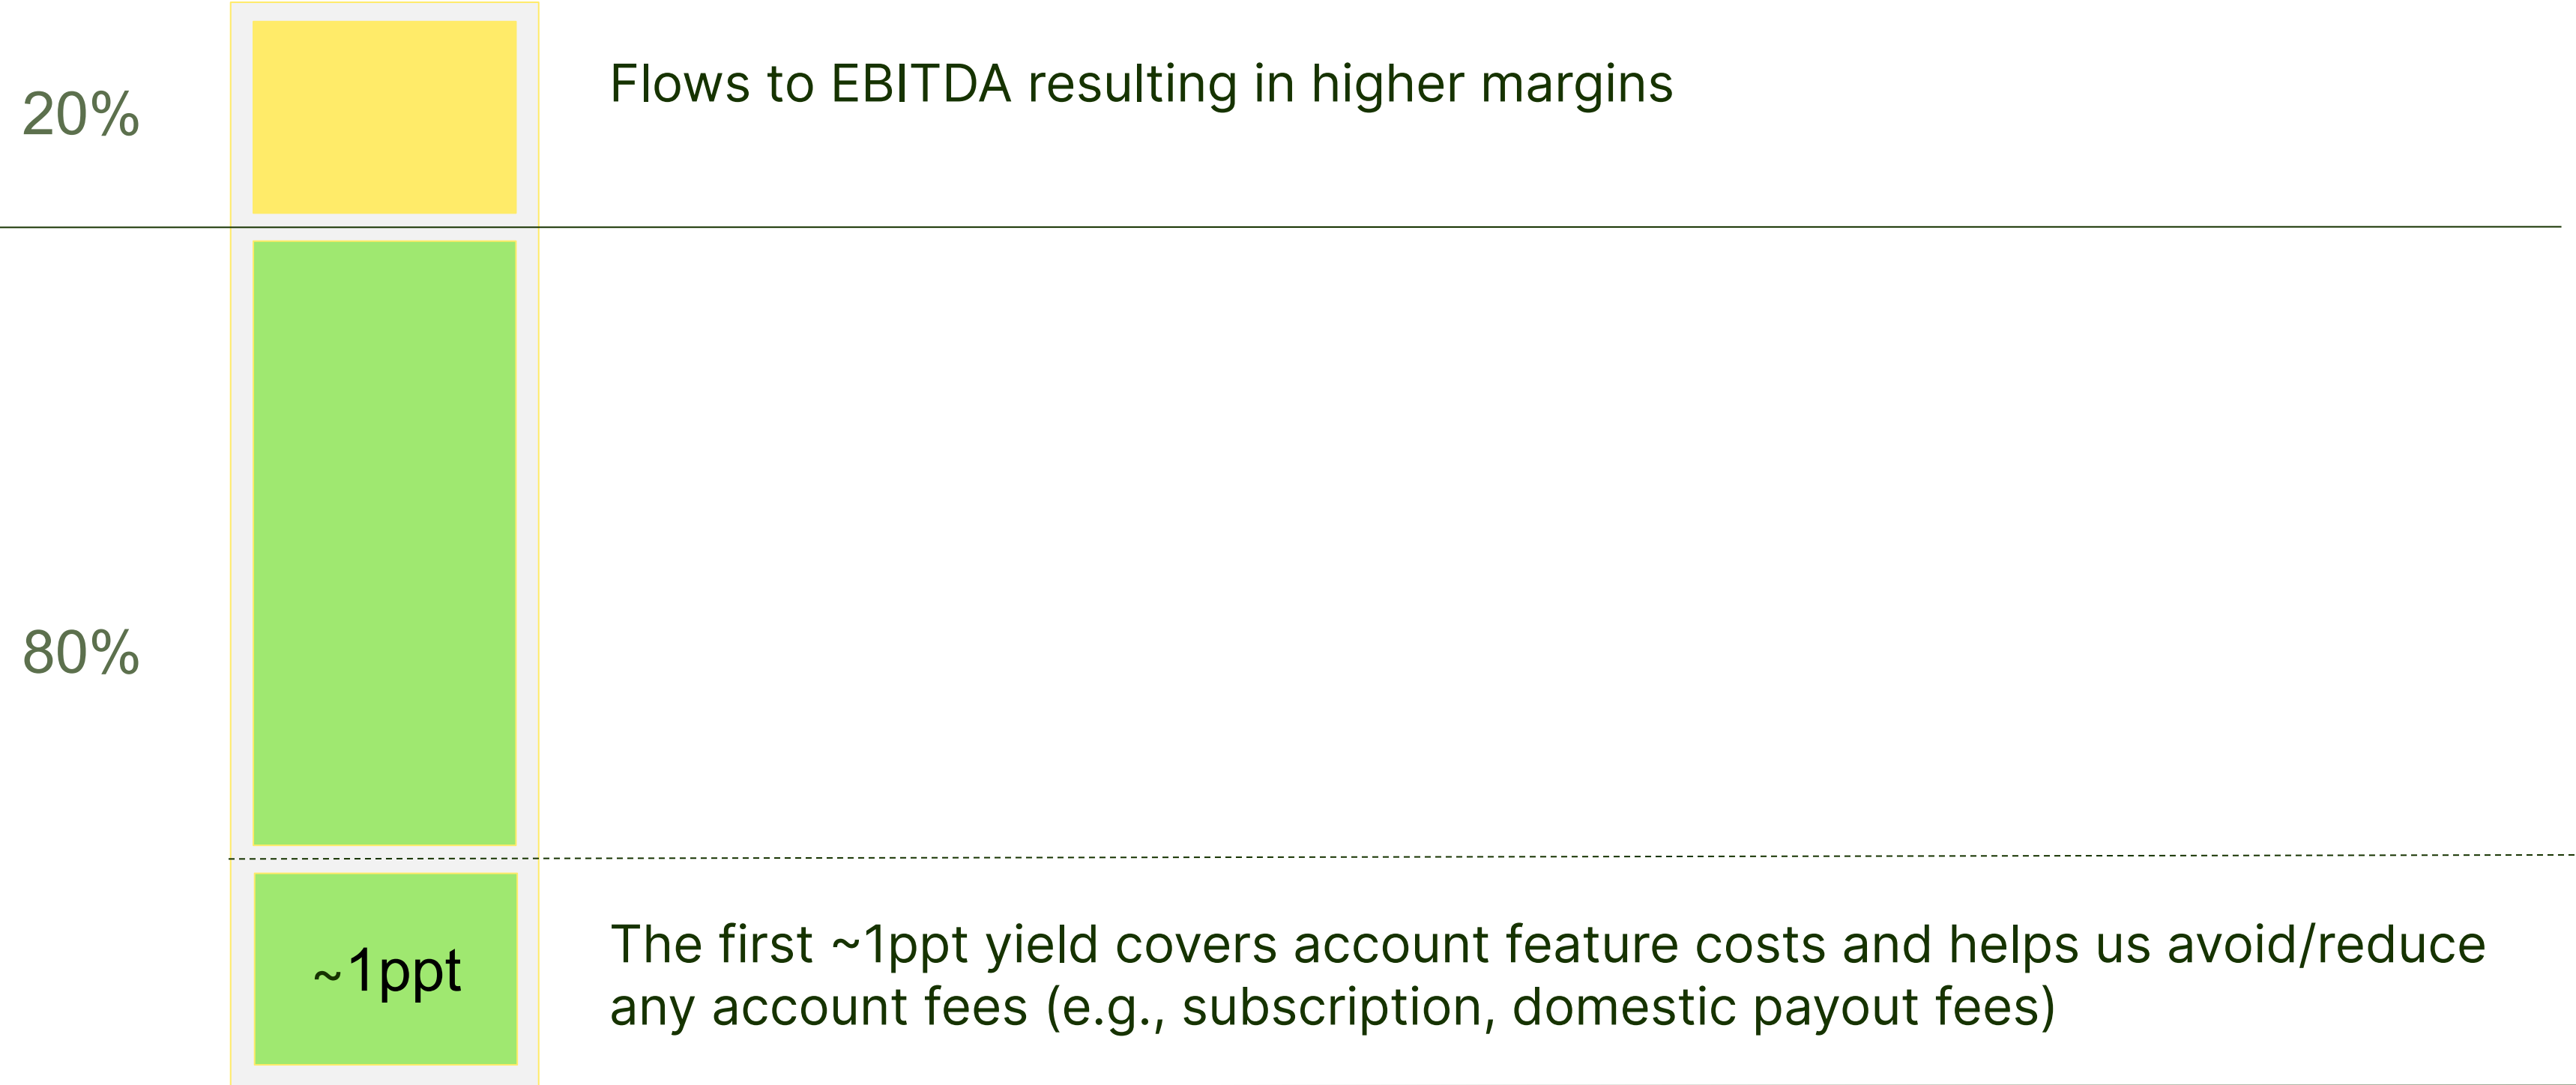 20%
Flows to EBITDA resulting in higher margins
80%
~1ppt
The first ~1ppt yield covers account feature costs and helps us avoid/reduce
any account fees (e.g., subscription, domestic payout fees)